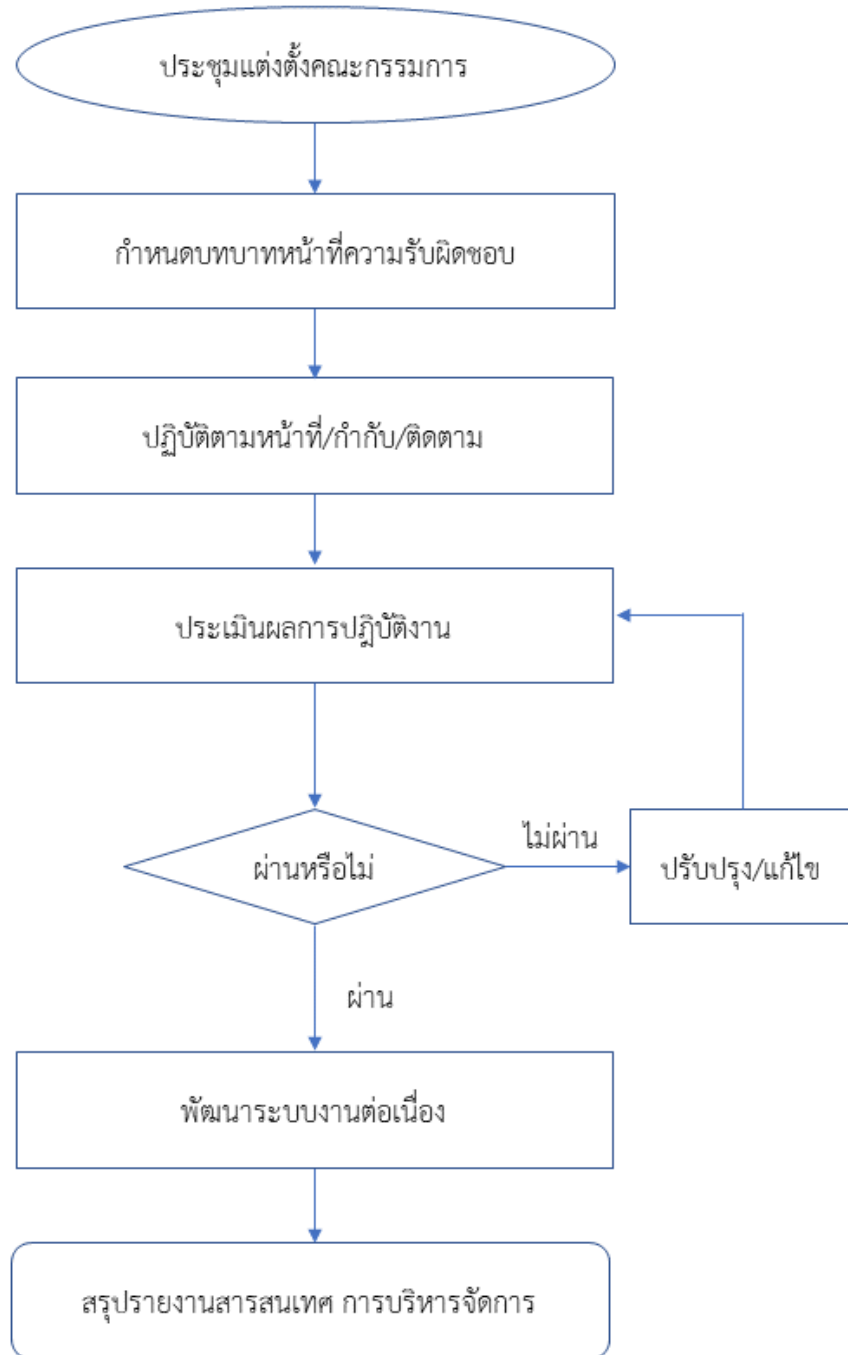 ประชุมแต่งตั้งคณะกรรมการ
กำหนดบทบาทหน้าที่ความรับผิดชอบ
ปฏิบัติตามหน้าที่/กำกับ/ติดตาม
ประเมินผลการปฏิบัติงาน
ผ่านหรือไม่
ไม่ผ่าน
ปรับปรุง/แก้ไข
ผ่าน
พัฒนาระบบงานต่อเนื่อง
สรุปรายงานสารสนเทศ การบริหารจัดการ